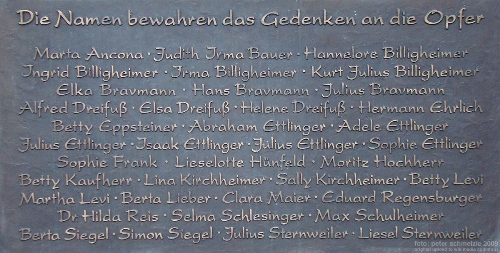 Die Namen bewahren das Gedenken an die Opfer
Marta Ancona · Judith Irma Bauer · Hannelore Billigheimer
Ingrid Billigheimer · Irma Billigheimer · Kurt Julius Billigheimer
Elka Bravmann · Hans Bravmann · Julius Bravmann
Alfred Dreifuß · Elsa Dreifuß · Helene Dreifuß · Hermann Ehrlich
Betty Eppsteiner · Abraham Ettlinger · Adele Ettlinger
Julius Ettlinger · Isaak Ettlinger · Julius Ettlinger · Sophie Ettlinger
Sophie Frank · Lieselotte Hünfeld · Moritz Hochherr
Betty Kaufherr · Lina Kirchheimer · Sally Kirchheimer · Betty Levi
Martha Levi · Berta Lieber · Clara Maier · Eduard Regensburger
Dr. Hilda Reis · Selma Schlesinger · Max Schulheimer
Berta Siegel · Simon Siegel · Julius Sternweiler · Liesel Sternweiler
foto: peter schmelzle 2009